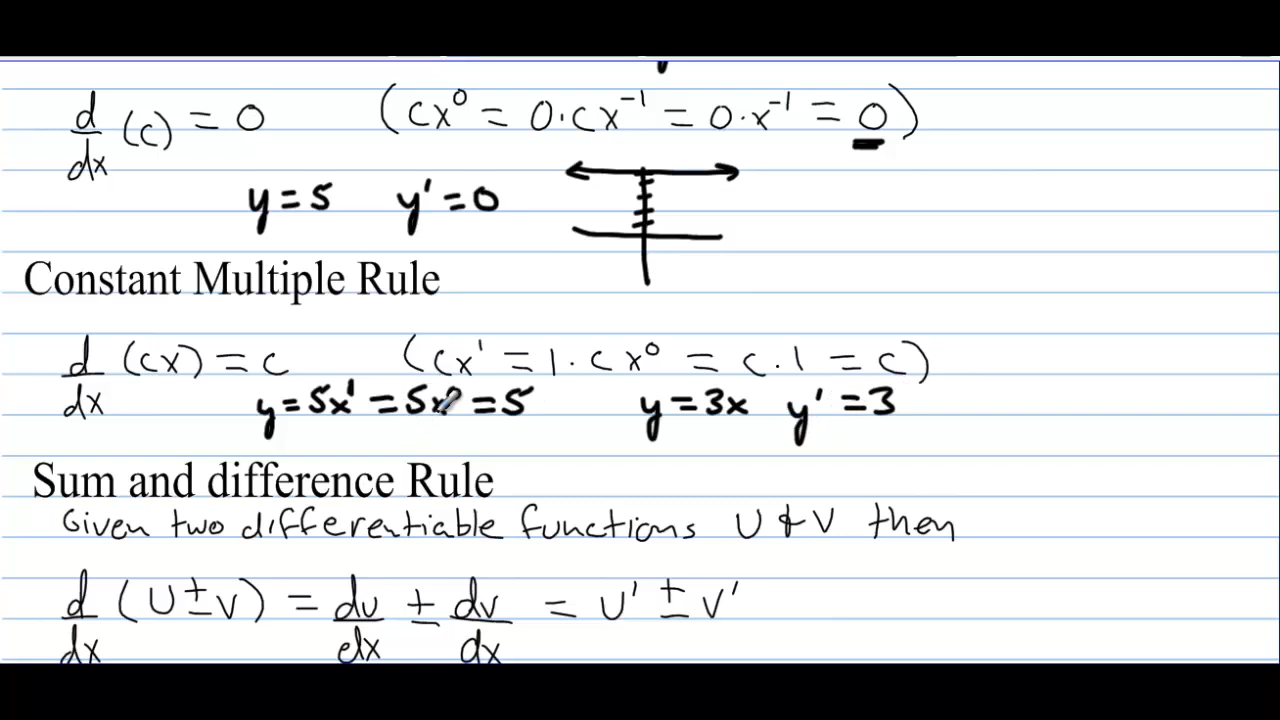 d/dx (c) = 0 (cx⁰ = 0·cx⁻¹ = 0·x⁻¹ = 0)
y = 5 y' = 0
Constant Multiple Rule
d/dx (cx) = c (cx¹ = 1·cx⁰ = c·1 = c)
y = 5x¹ = 5x⁰ = 5 y = 3x y' = 3
Sum and difference Rule
Given two differentiable functions U & V then
d/dx (U ± V) = du/dx ± dv/dx = U' ± V'